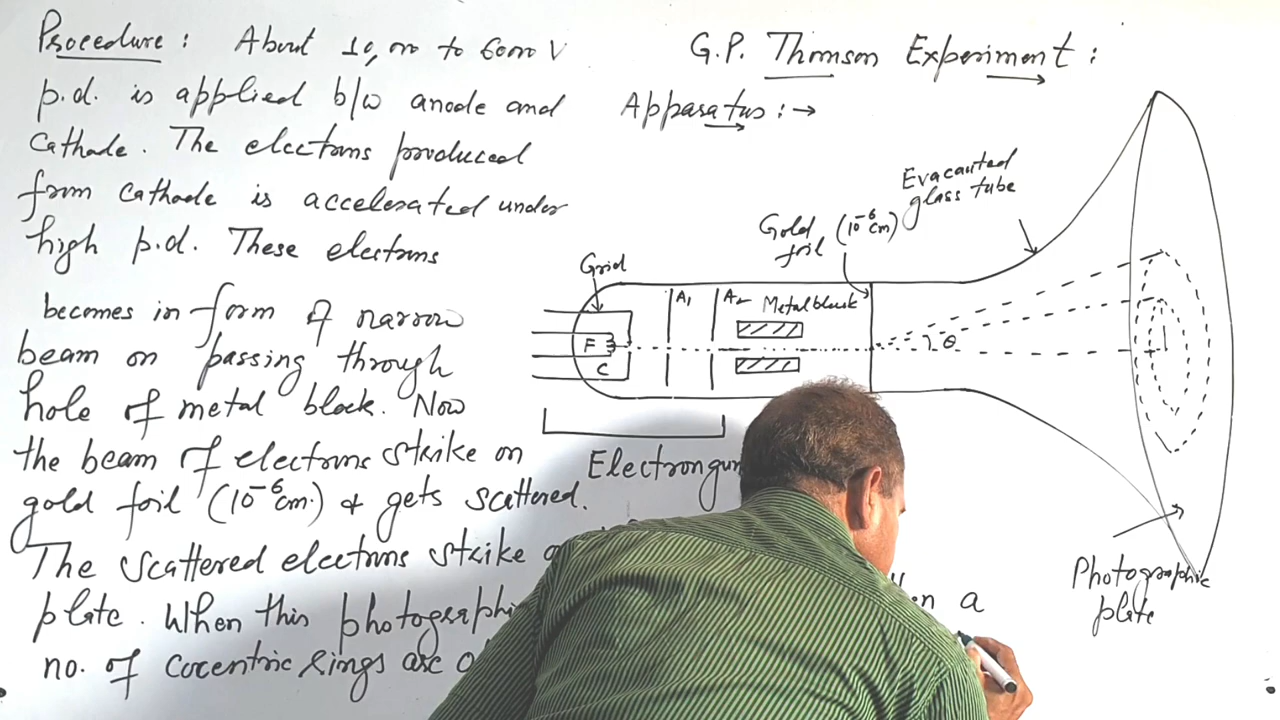 Procedure: About 10,000 to 6000 V
p.d. is applied b/w anode and
Cathode. The electrons produced
from cathode is accelerated under
high p.d. These electrons
becomes in form of narrow
beam on passing through
hole of metal block. Now
the beam of electrons strike on
gold foil (10⁻⁶cm.) & gets scattered.
The scattered electrons strike
plate. When this photographi
no. of cocentric rings are
n a
G.P. Thomson Experiment:
Apparatus: →
Evacauted
glass tube
Gold (10⁻⁶cm)
foil
Grid
A₁
A₂
Metal block
F
C
θ
Electron gun
Photographic
plate